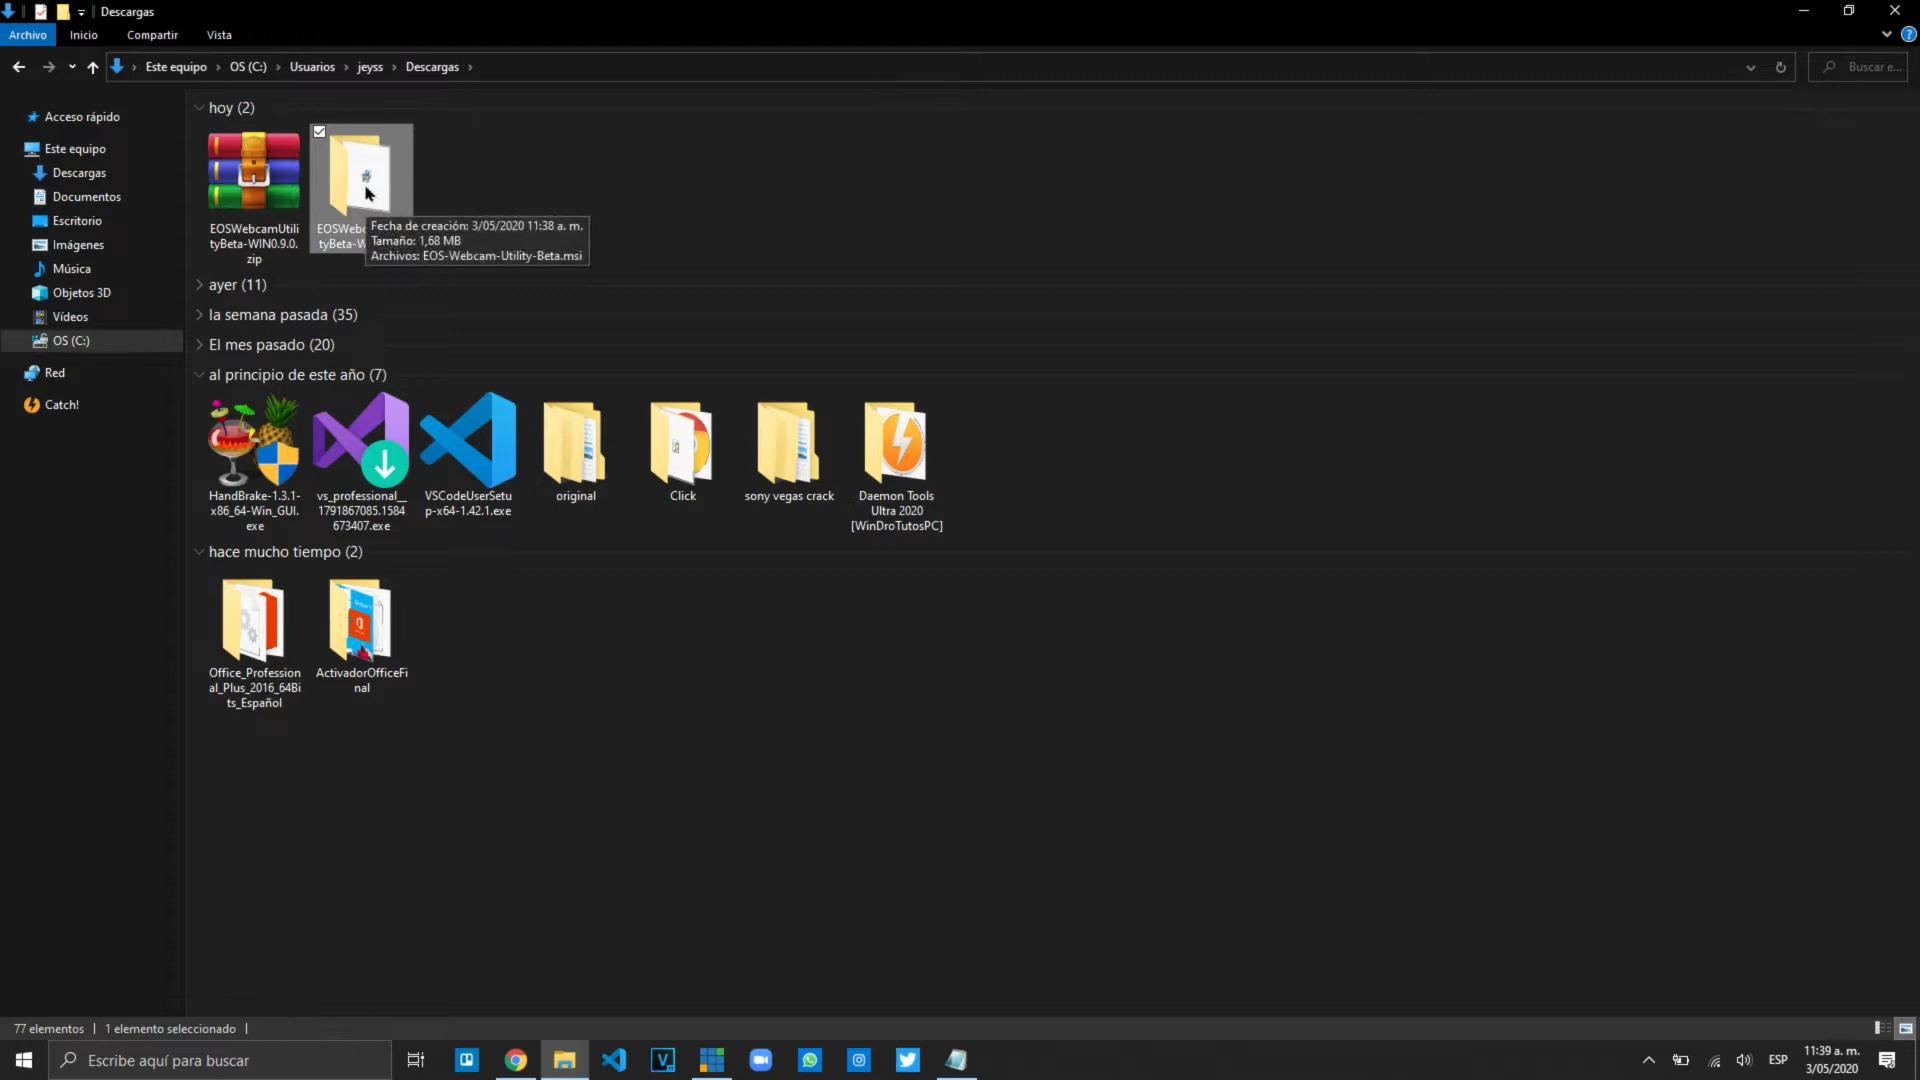 Descargas
Archivo Inicio Compartir Vista
Este equipo OS (C:) Usuarios jeyss Descargas
Buscar e...
Acceso rápido
Este equipo
Descargas
Documentos
Escritorio
Imágenes
Música
Objetos 3D
Vídeos
OS (C:)
Red
Catch!
hoy (2)
EOSWebcamUtili
tyBeta-WIN0.9.0.
zip
EOSWebc
tyBeta-W
Fecha de creación: 3/05/2020 11:38 a. m.
Tamaño: 1,68 MB
Archivos: EOS-Webcam-Utility-Beta.msi
ayer (11)
la semana pasada (35)
El mes pasado (20)
al principio de este año (7)
HandBrake-1.3.1-
x86_64-Win_GUI.
exe
vs_professional__
1791867085.1584
673407.exe
VSCodeUserSetu
p-x64-1.42.1.exe
original
Click
sony vegas crack
Daemon Tools
Ultra 2020
[WinDroTutosPC]
hace mucho tiempo (2)
Office_Profession
al_Plus_2016_64Bi
ts_Español
ActivadorOfficeFi
nal
77 elementos
1 elemento seleccionado
Escribe aquí para buscar
ESP
11:39 a. m.
3/05/2020